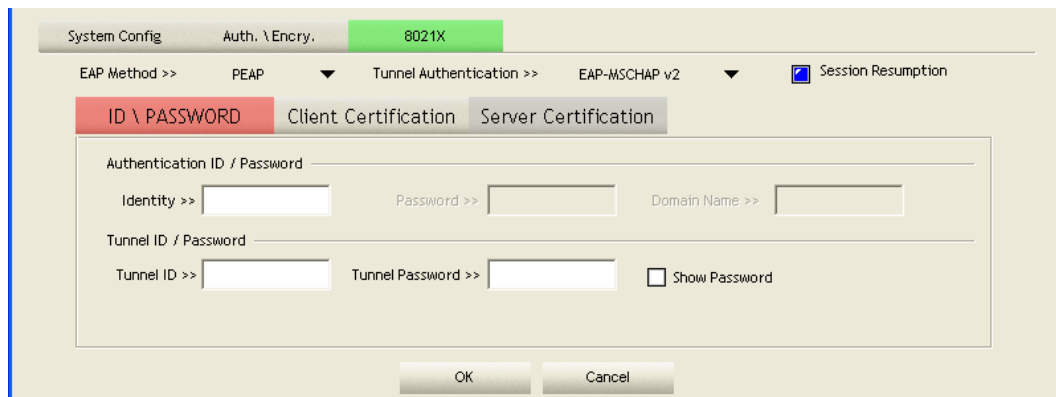 System Config Auth. \ Encry. 8021X
EAP Method >> PEAP Tunnel Authentication >> EAP-MSCHAP v2 Session Resumption
ID \ PASSWORD Client Certification Server Certification
Authentication ID / Password
Identity >> Password >> Domain Name >>
Tunnel ID / Password
Tunnel ID >> Tunnel Password >> Show Password
OK Cancel